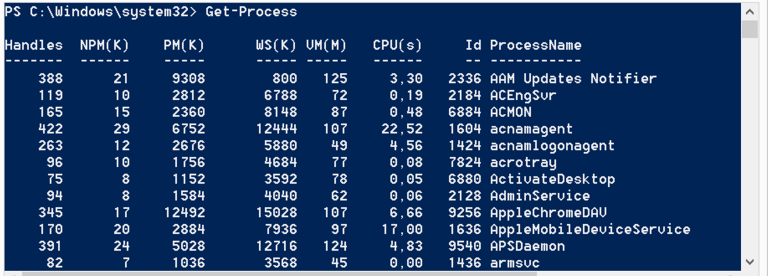 PS C:\Windows\system32> Get-Process
Handles NPM(K) PM(K) WS(K) VM(M) CPU(s) Id ProcessName
------- ------ ----- ----- ----- ------ -- -----------
388 21 9308 800 125 3,30 2336 AAM Updates Notifier
119 10 2812 6788 72 0,19 2184 ACEngSvr
165 15 2360 8148 87 0,48 6884 ACMON
422 29 6752 12444 107 22,52 1604 acnamagent
263 12 2676 5880 49 4,56 1424 acnamlogonagent
96 10 1756 4684 77 0,08 7824 acrotray
75 8 1152 3592 78 0,05 6880 ActivateDesktop
94 8 1584 4040 62 0,06 2128 AdminService
345 17 12492 15028 107 6,66 9256 AppleChromeDAV
170 20 2884 7936 97 17,00 1636 AppleMobileDeviceService
391 24 5028 12716 124 4,83 9540 APSDaemon
82 7 1036 3568 45 0,00 1436 armsvc